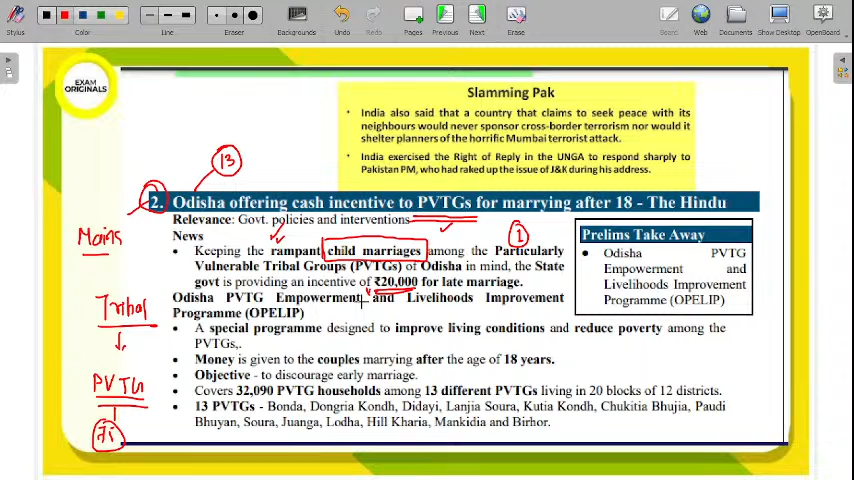 Stylus
Color
Line
Eraser
Backgrounds
Undo
Redo
Pages
Previous
Next
Erase
Board
Web
Documents
Show Desktop
OpenBoard
EXAM
ORIGINALS
Slamming Pak
• India also said that a country that claims to seek peace with its
neighbours would never sponsor cross-border terrorism nor would it
shelter planners of the horrific Mumbai terrorist attack.
• India exercised the Right of Reply in the UNGA to respond sharply to
Pakistan PM, who had raked up the issue of J&K during his address.
13
2. Odisha offering cash incentive to PVTGs for marrying after 18 - The Hindu
Relevance: Govt. policies and interventions
News
1
• Keeping the rampant child marriages among the Particularly
Vulnerable Tribal Groups (PVTGs) of Odisha in mind, the State
govt is providing an incentive of ₹20,000 for late marriage.
Odisha PVTG Empowerment and Livelihoods Improvement
Programme (OPELIP)
• A special programme designed to improve living conditions and reduce poverty among the
PVTGs,.
• Money is given to the couples marrying after the age of 18 years.
• Objective - to discourage early marriage.
• Covers 32,090 PVTG households among 13 different PVTGs living in 20 blocks of 12 districts.
• 13 PVTGs - Bonda, Dongria Kondh, Didayi, Lanjia Soura, Kutia Kondh, Chukitia Bhujia, Paudi
Bhuyan, Soura, Juanga, Lodha, Hill Kharia, Mankidia and Birhor.
Prelims Take Away
• Odisha PVTG
Empowerment and
Livelihoods Improvement
Programme (OPELIP)
Mains
Tribal
PVTG